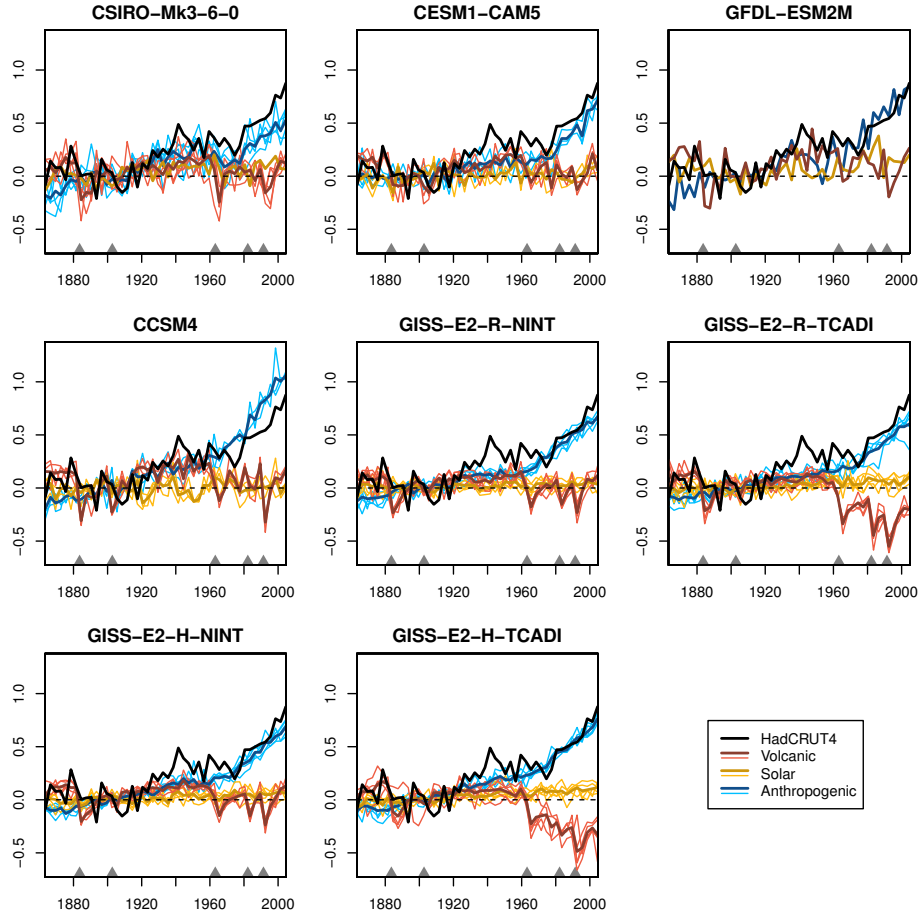 CSIRO−Mk3−6−0
CESM1−CAM5
GFDL−ESM2M
−0.5 0.0 0.5 1.0
−0.5 0.0 0.5 1.0
−0.5 0.0 0.5 1.0
1880 1920 1960 2000
1880 1920 1960 2000
1880 1920 1960 2000
CCSM4
GISS−E2−R−NINT
GISS−E2−R−TCADI
−0.5 0.0 0.5 1.0
−0.5 0.0 0.5 1.0
−0.5 0.0 0.5 1.0
1880 1920 1960 2000
1880 1920 1960 2000
1880 1920 1960 2000
GISS−E2−H−NINT
GISS−E2−H−TCADI
−0.5 0.0 0.5 1.0
−0.5 0.0 0.5 1.0
1880 1920 1960 2000
1880 1920 1960 2000
HadCRUT4
Volcanic
Solar
Anthropogenic